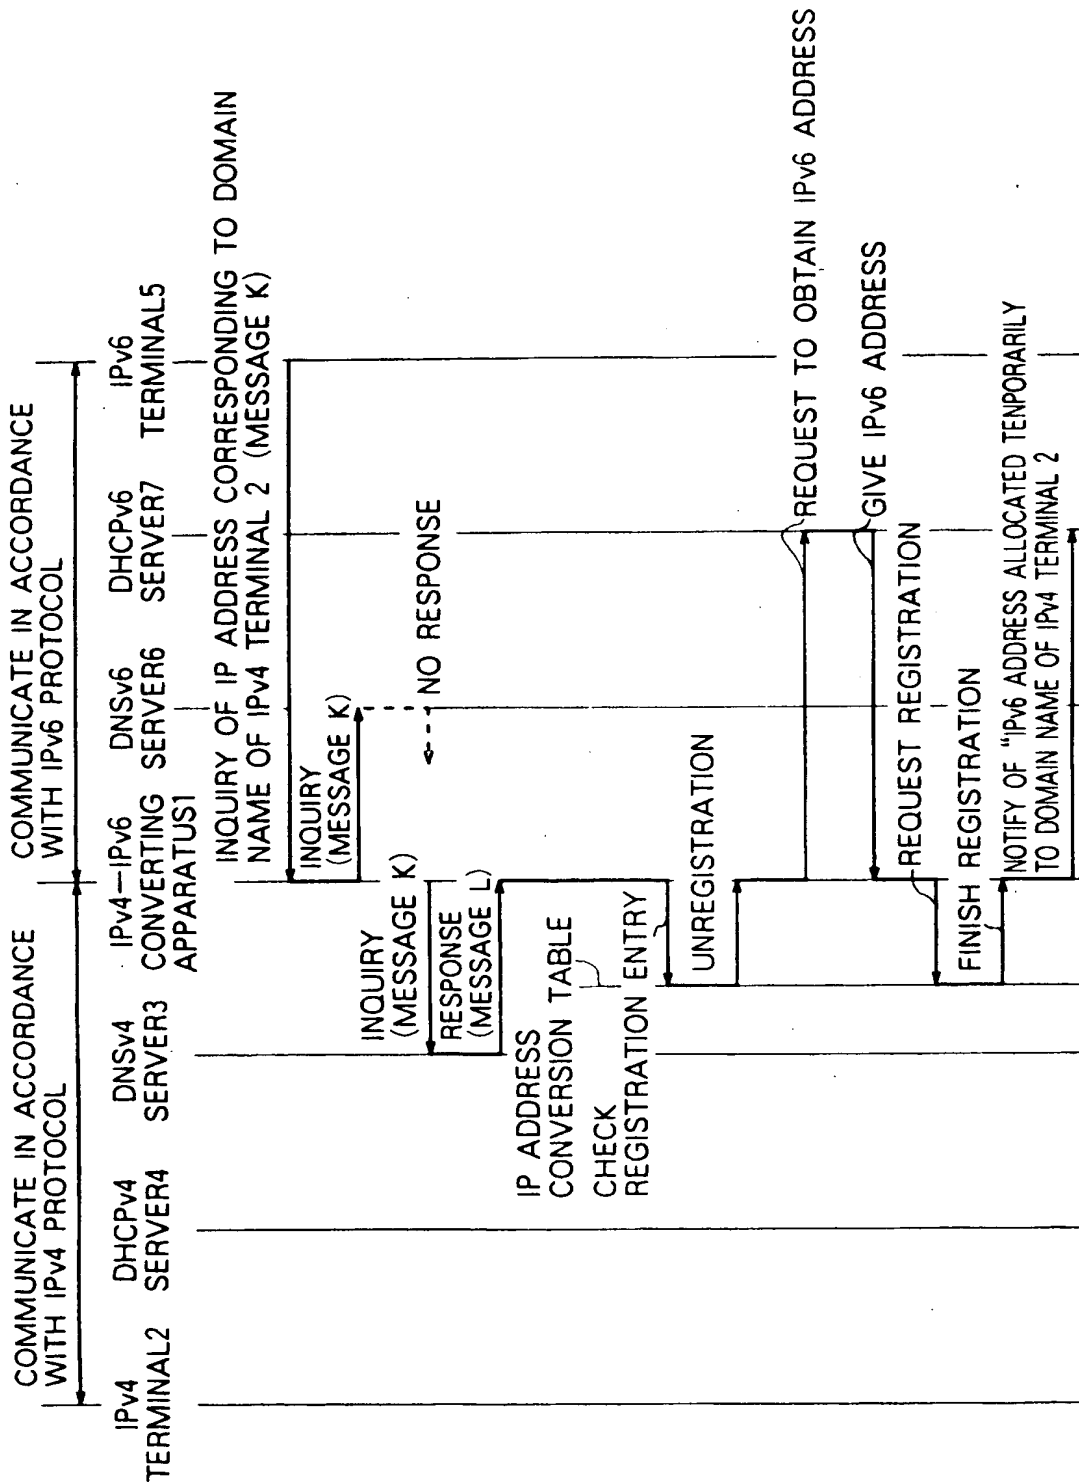 COMMUNICATE IN ACCORDANCE
WITH IPv4 PROTOCOL
COMMUNICATE IN ACCORDANCE
WITH IPv6 PROTOCOL
IPv4
TERMINAL2
DHCPv4
SERVER4
DNSv4
SERVER3
IPv4—IPv6
CONVERTING
APPARATUS1
DNSv6
SERVER6
DHCPv6
SERVER7
IPv6
TERMINAL5
INQUIRY OF IP ADDRESS CORRESPONDING TO DOMAIN
NAME OF IPv4 TERMINAL 2 (MESSAGE K)
INQUIRY
(MESSAGE K)
NO RESPONSE
INQUIRY
(MESSAGE K)
RESPONSE
(MESSAGE L)
IP ADDRESS
CONVERSION TABLE
CHECK
REGISTRATION ENTRY
UNREGISTRATION
REQUEST TO OBTAIN IPv6 ADDRESS
GIVE IPv6 ADDRESS
REQUEST REGISTRATION
FINISH REGISTRATION
NOTIFY OF "IPv6 ADDRESS ALLOCATED TENPORARILY
TO DOMAIN NAME OF IPv4 TERMINAL 2